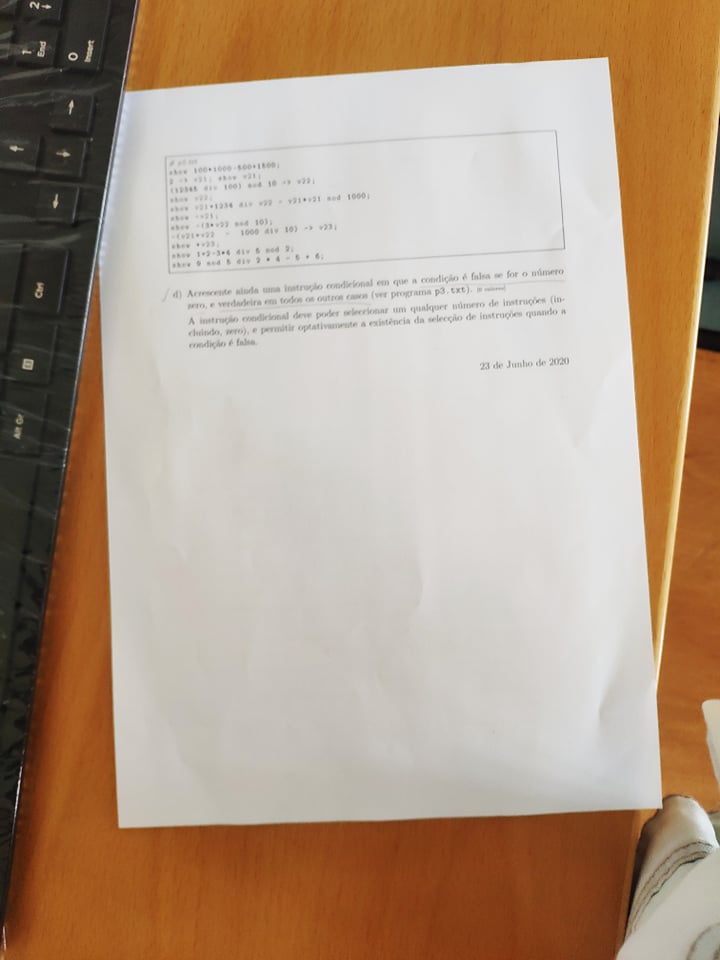 show 100*1000-500+1500;
2 -> v21; show v21;
(12345 div 100) mod 10 -> v22;
show v22;
show v21*1234 div v22 - v21*v21 mod 1000;
show -v21;
show -(3*v22 mod 10);
-(v21*v22 - 1000 div 10) -> v23;
show +v23;
show 1+2-3*4 div 5 mod 2;
show 9 mod 5 div 2 * 4 - 5 + 6;
d) Acrescente ainda uma instrução condicional em que a condição é falsa se for o número
zero, e verdadeira em todos os outros casos (ver programa p3.txt).
A instrução condicional deve poder seleccionar um qualquer número de instruções (in-
cluindo, zero), e permitir optativamente a existência da selecção de instruções quando a
condição é falsa.
23 de Junho de 2020
2
1
End
0
Insert
Ctrl
Alt Gr